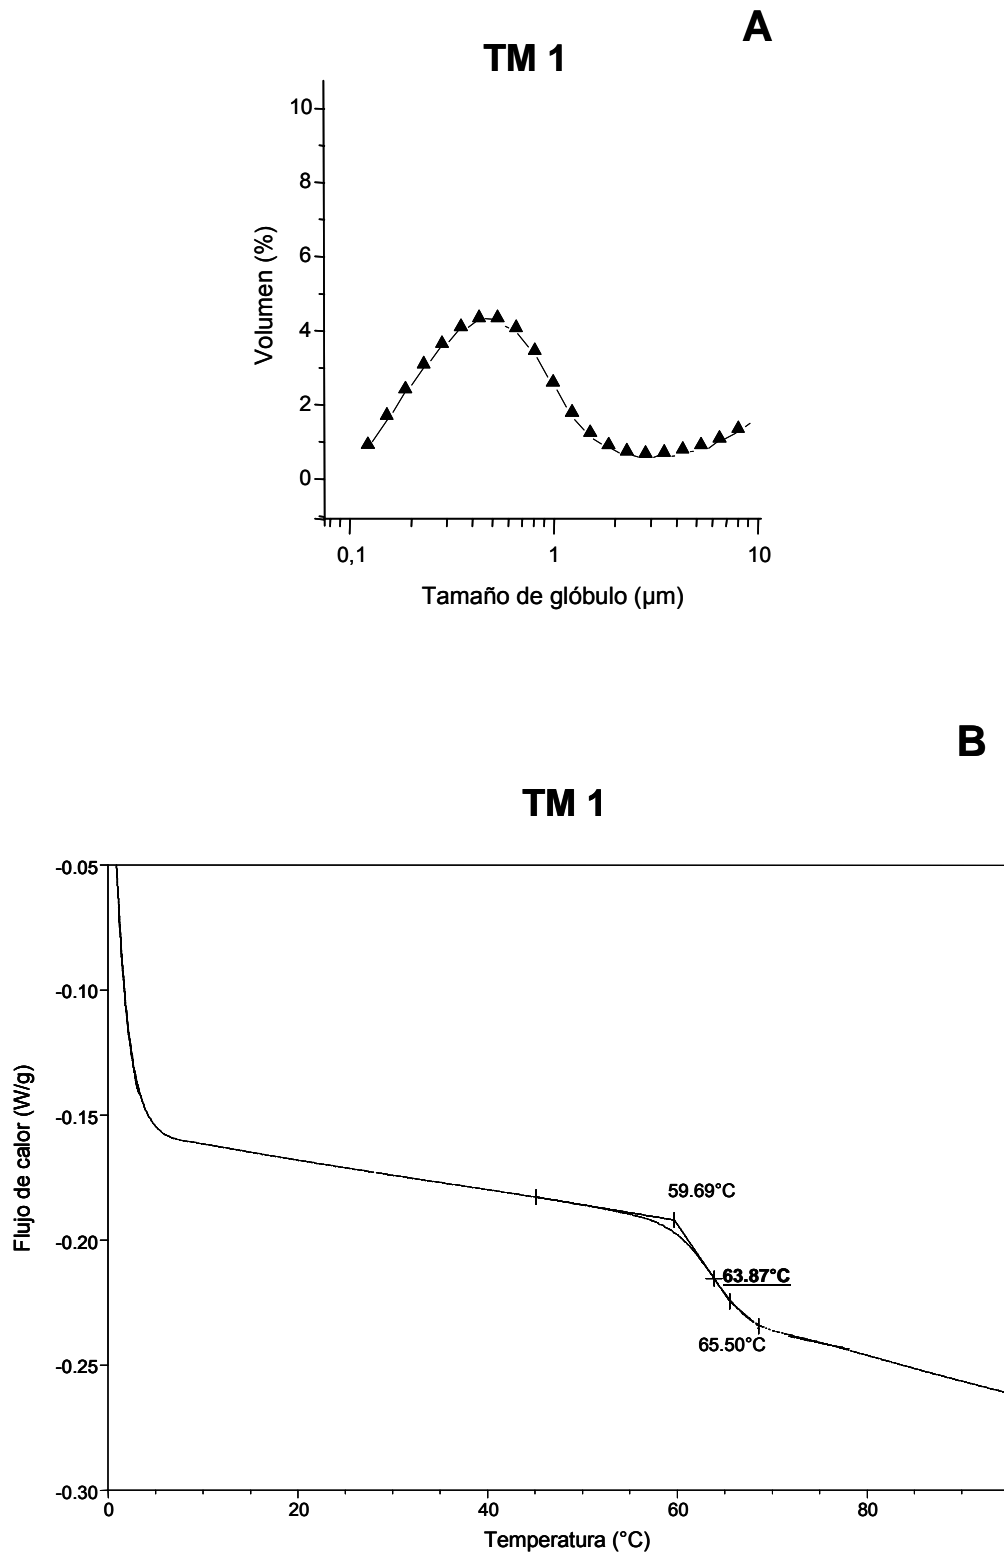 A
TM 1
10
8
6
4
2
0
Volumen (%)
0,1 1 10
Tamaño de glóbulo (µm)
B
TM 1
-0.05
-0.10
-0.15
-0.20
-0.25
-0.30
Flujo de calor (W/g)
59.69°C
63.87°C
65.50°C
0 20 40 60 80
Temperatura (°C)